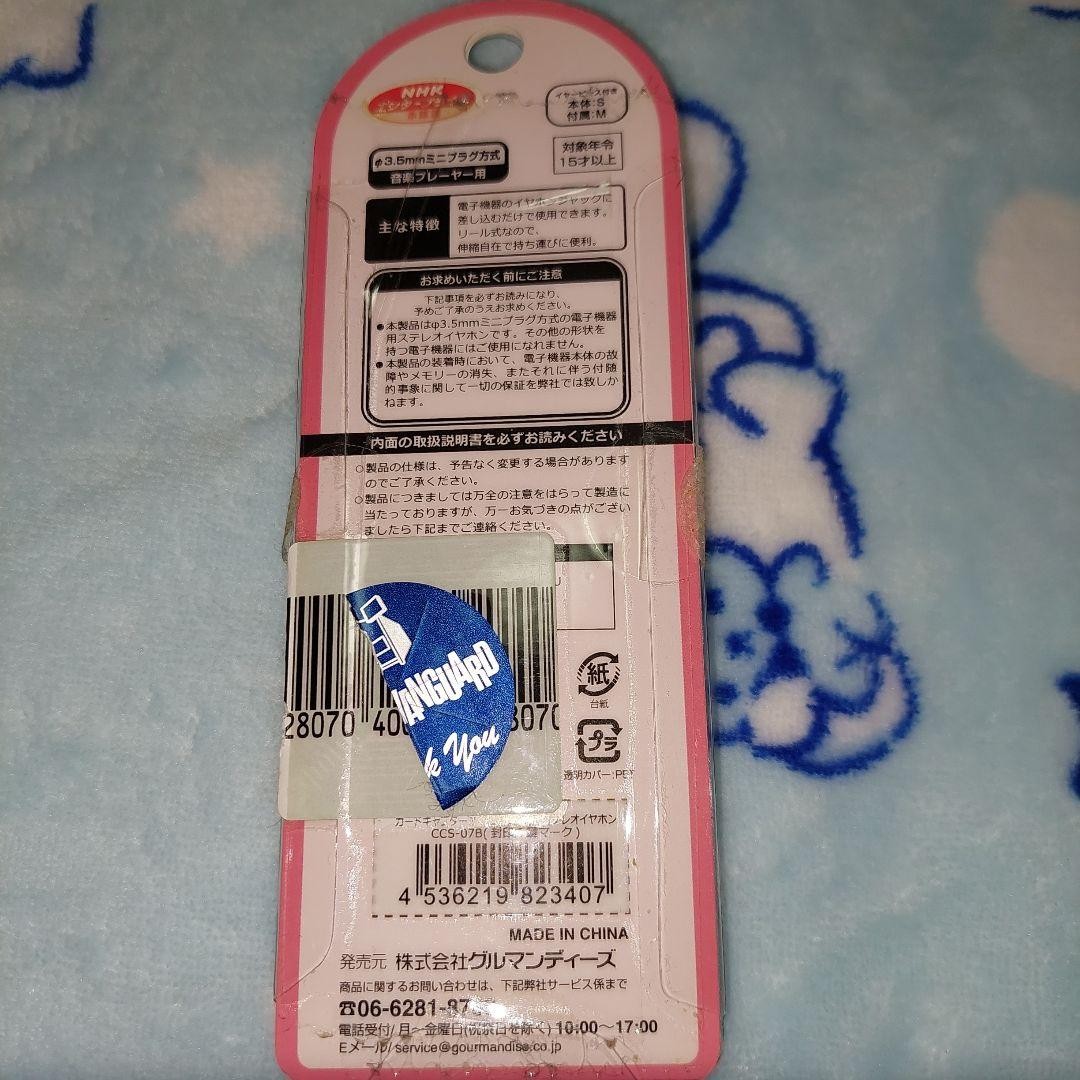 NHK
イヤーピース付き
本体:S
付属:M
φ3.5mmミニプラグ方式
音楽プレーヤー用
対象年令
15才以上
主な特徴
電子機器のイヤホンジャックに
差し込むだけで使用できます。
リール式なので、
伸縮自在で持ち運びに便利。
お求めいただく前にご注意
下記事項を必ずお読みになり、
予めご了承のうえお求めください。
●本製品はφ3.5mmミニプラグ方式の電子機器
用ステレオイヤホンです。その他の形状を
持つ電子機器にはご使用になれません。
●本製品の装着時において、電子機器本体の故
障やメモリーの消失、またそれに伴う付随
的事象に関して一切の保証を弊社では致しか
ねます。
内面の取扱説明書を必ずお読みください
○製品の仕様は、予告なく変更する場合があります
のでご了承ください。
○製品につきましては万全の注意をはらって製造に
当たっておりますが、万一お気づきの点がござい
ましたら下記までご連絡ください。
28070
VANGUARD
You
紙
台紙
プラ
透明カバー:PET
CCS-07B(
マーク)
4 536219 823407
MADE IN CHINA
発売元 株式会社グルマンディーズ
商品に関するお問い合わせは、下記弊社サービス係まで
☎06-6281-87
電話受付/月～金曜日(祝祭日を除く) 10:00～17:00
Eメール/service@gourmandise.co.jp